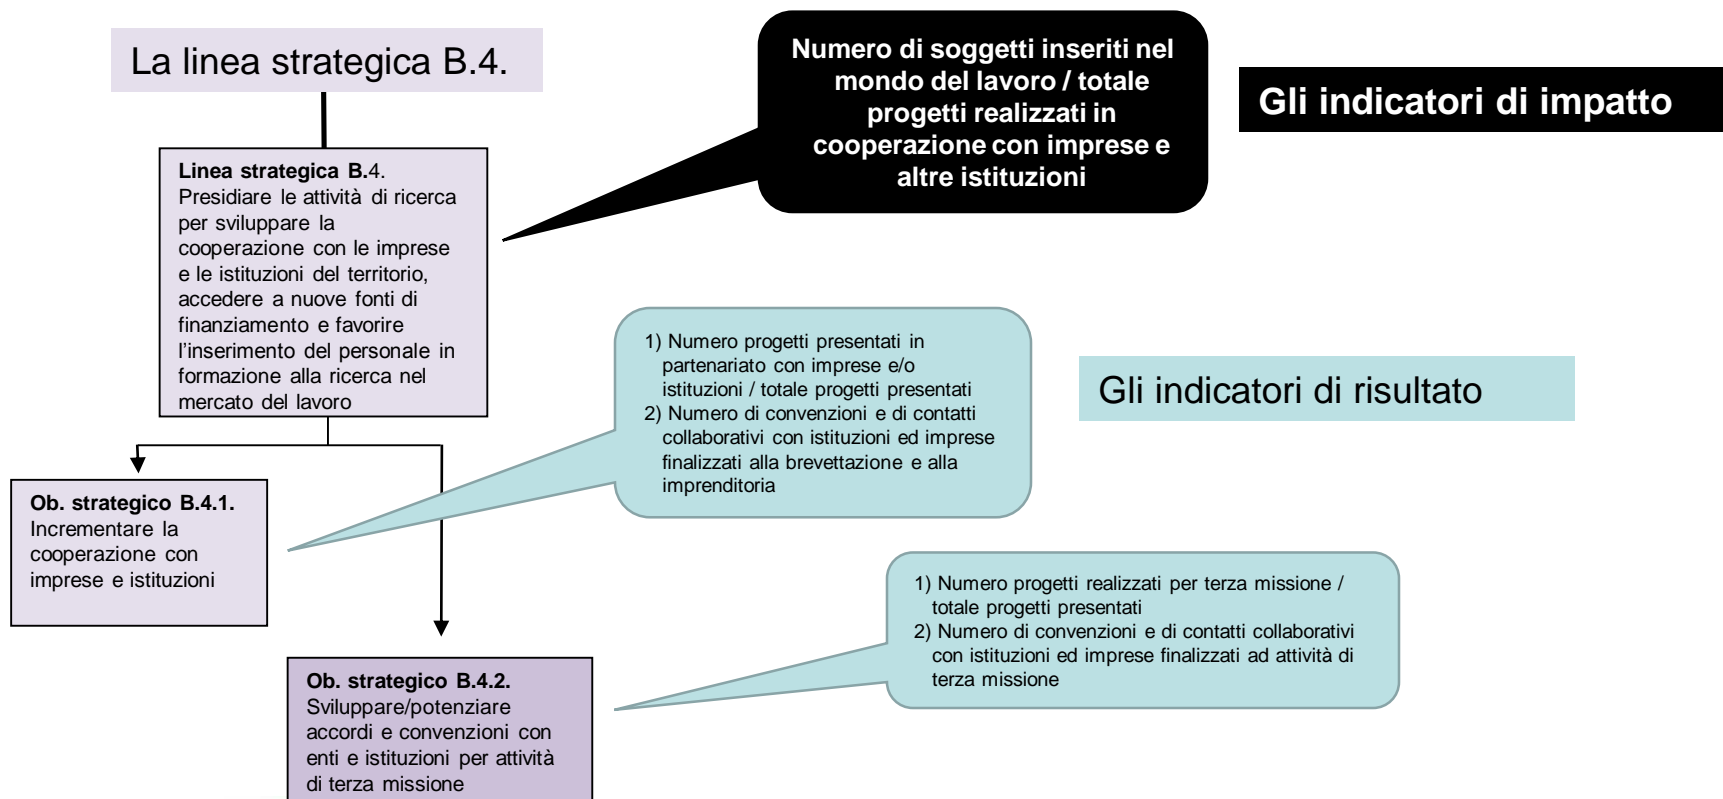 La linea strategica B.4.
Numero di soggetti inseriti nel
mondo del lavoro / totale
progetti realizzati in
cooperazione con imprese e
altre istituzioni
Gli indicatori di impatto
Linea strategica B.4.
Presidiare le attività di ricerca
per sviluppare la
cooperazione con le imprese
e le istituzioni del territorio,
accedere a nuove fonti di
finanziamento e favorire
l'inserimento del personale in
formazione alla ricerca nel
mercato del lavoro
1) Numero progetti presentati in
partenariato con imprese e/o
istituzioni / totale progetti presentati
2) Numero di convenzioni e di contatti
collaborativi con istituzioni ed imprese
finalizzati alla brevettazione e alla
imprenditoria
Gli indicatori di risultato
Ob. strategico B.4.1.
Incrementare la
cooperazione con
imprese e istituzioni
1) Numero progetti realizzati per terza missione /
totale progetti presentati
2) Numero di convenzioni e di contatti collaborativi
con istituzioni ed imprese finalizzati ad attività di
terza missione
Ob. strategico B.4.2.
Sviluppare/potenziare
accordi e convenzioni con
enti e istituzioni per attività
di terza missione